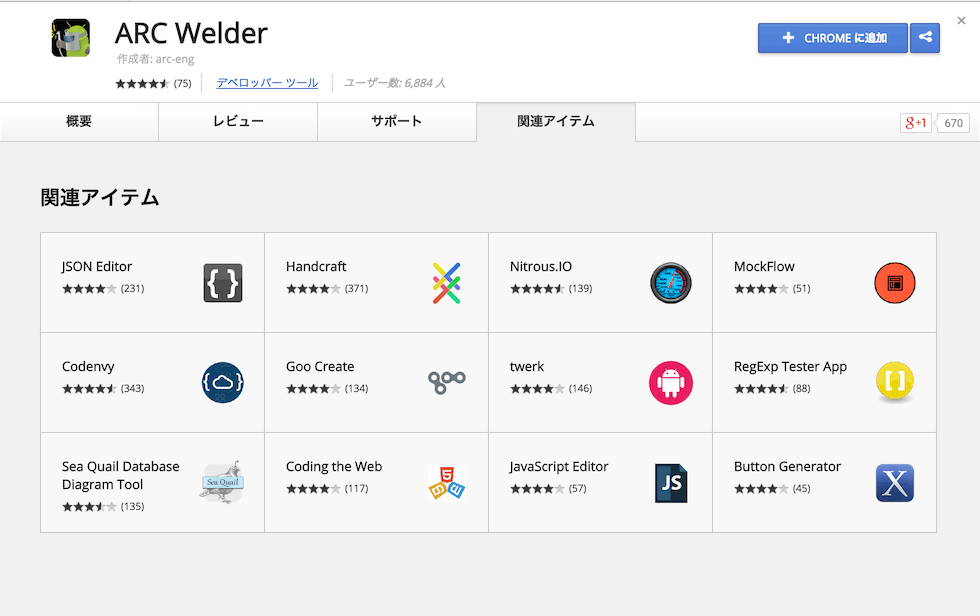 ARC Welder
作成者: arc-eng
(75)
デベロッパー ツール
ユーザー数: 6,884 人
CHROME に追加
概要
レビュー
サポート
関連アイテム
g+1
670
関連アイテム
JSON Editor
(231)
{}
Handcraft
(371)
Nitrous.IO
(139)
MockFlow
(51)
Codenvy
(343)
{}
Goo Create
(134)
goo
twerk
(146)
RegExp Tester App
(88)
[]
Sea Quail Database
Diagram Tool
(135)
Sea Quail
Coding the Web
(117)
5
JavaScript Editor
(57)
JS
Button Generator
(45)
X